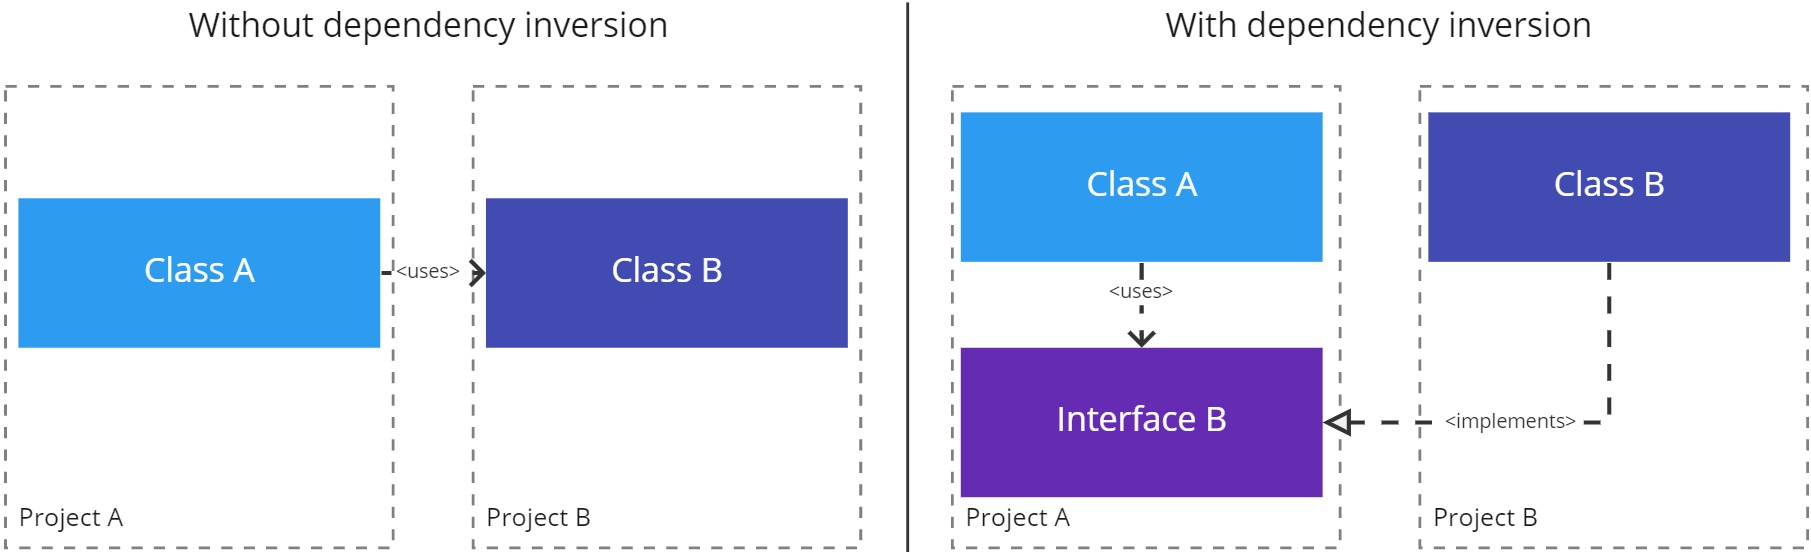 Without dependency inversion
Class A
<uses>
Class B
Project A
Project B
With dependency inversion
Class A
Class B
<uses>
Interface B
<implements>
Project A
Project B